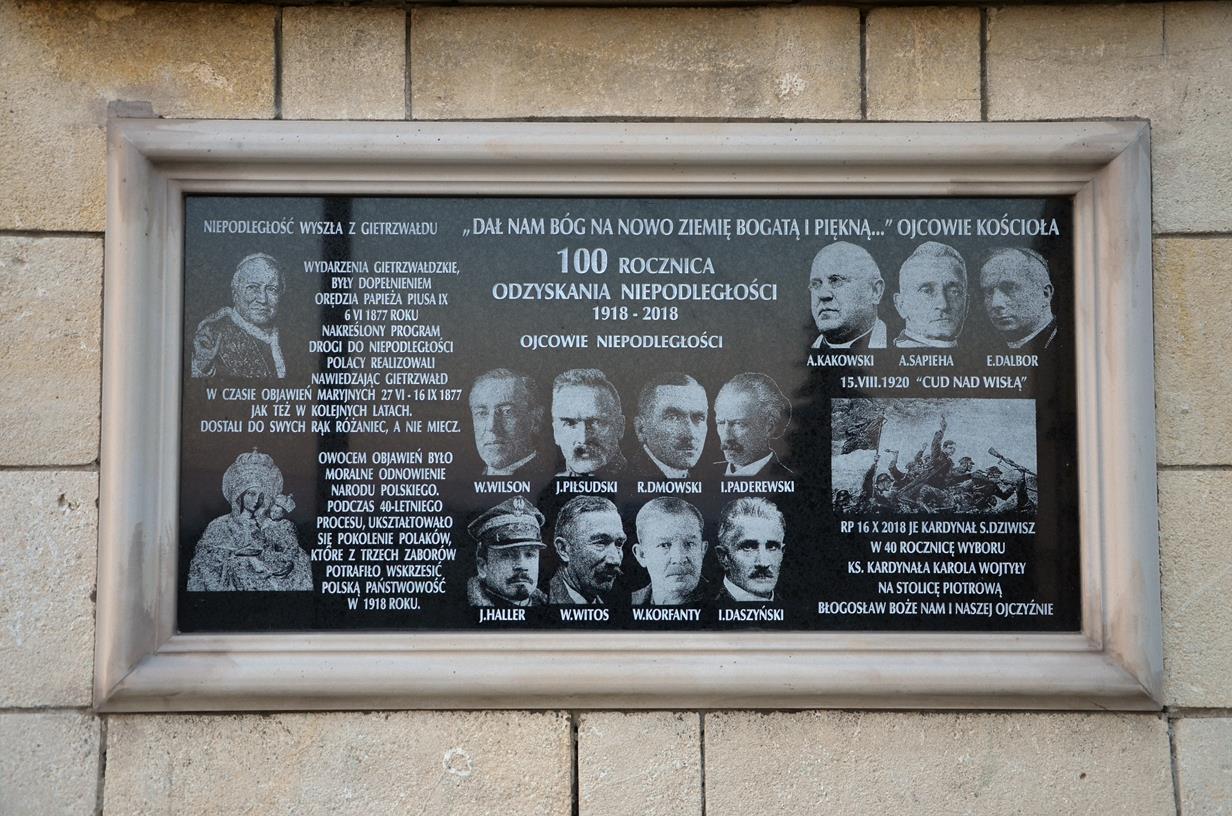 NIEPODLEGŁOŚĆ WYSZŁA Z GIETRZWAŁDU
WYDARZENIA GIETRZWAŁDZKIE,
BYŁY DOPEŁNIENIEM
ORĘDZIA PAPIEŻA PIUSA IX
6 VI 1877 ROKU
NAKREŚLONY PROGRAM
DROGI DO NIEPODLEGŁOŚCI
POLACY REALIZOWALI
NAWIEDZAJĄC GIETRZWAŁD
W CZASIE OBJAWIEŃ MARYJNYCH 27 VI - 16 IX 1877
JAK TEŻ W KOLEJNYCH LATACH.
DOSTALI DO SWYCH RĄK RÓŻANIEC, A NIE MIECZ.
OWOCEM OBJAWIEŃ BYŁO
MORALNE ODNOWIENIE
NARODU POLSKIEGO.
PODCZAS 40-LETNIEGO
PROCESU, UKSZTAŁTOWAŁO
SIĘ POKOLENIE POLAKÓW,
KTÓRE Z TRZECH ZABORÓW
POTRAFIŁO WSKRZESIĆ
POLSKĄ PAŃSTWOWOŚĆ
W 1918 ROKU.
„DAŁ NAM BÓG NA NOWO ZIEMIĘ BOGATĄ I PIĘKNĄ...” OJCOWIE KOŚCIOŁA
100 ROCZNICA
ODZYSKANIA NIEPODLEGŁOŚCI
1918 - 2018
OJCOWIE NIEPODLEGŁOŚCI
W.WILSON J.PIŁSUDSKI R.DMOWSKI I.PADEREWSKI
J.HALLER W.WITOS W.KORFANTY I.DASZYŃSKI
A.KAKOWSKI A.SAPIEHA E.DALBOR
15.VIII.1920 "CUD NAD WISŁĄ"
RP 16 X 2018 JE KARDYNAŁ S.DZIWISZ
W 40 ROCZNICĘ WYBORU
KS. KARDYNAŁA KAROLA WOJTYŁY
NA STOLICĘ PIOTROWĄ
BŁOGOSŁAW BOŻE NAM I NASZEJ OJCZYŹNIE